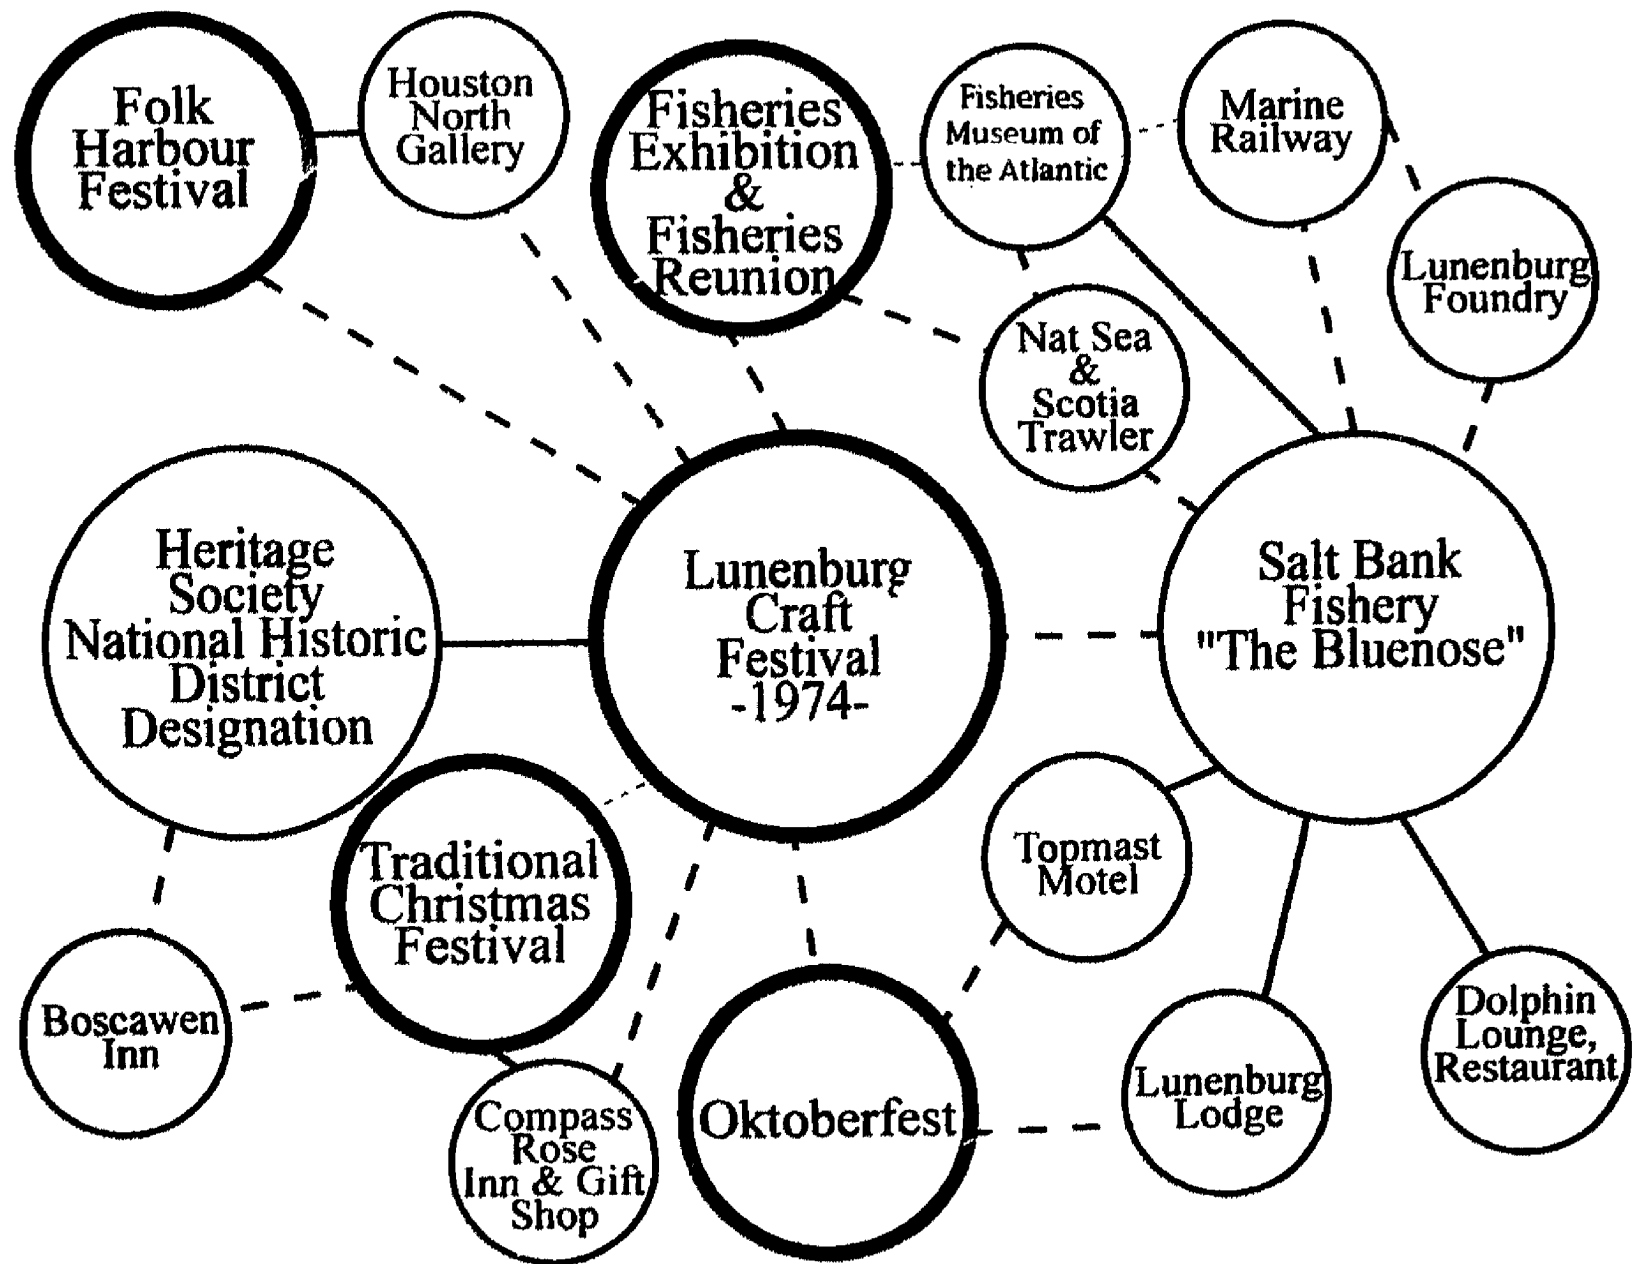 Folk
Harbour
Festival
Houston
North
Gallery
Fisheries
Exhibition
&
Fisheries
Reunion
Fisheries
Museum of
the Atlantic
Marine
Railway
Lunenburg
Foundry
Nat Sea
&
Scotia
Trawler
Heritage
Society
National Historic
District
Designation
Lunenburg
Craft
Festival
-1974-
Salt Bank
Fishery
"The Bluenose"
Traditional
Christmas
Festival
Topmast
Motel
Boscawen
Inn
Compass
Rose
Inn & Gift
Shop
Oktoberfest
Lunenburg
Lodge
Dolphin
Lounge,
Restaurant